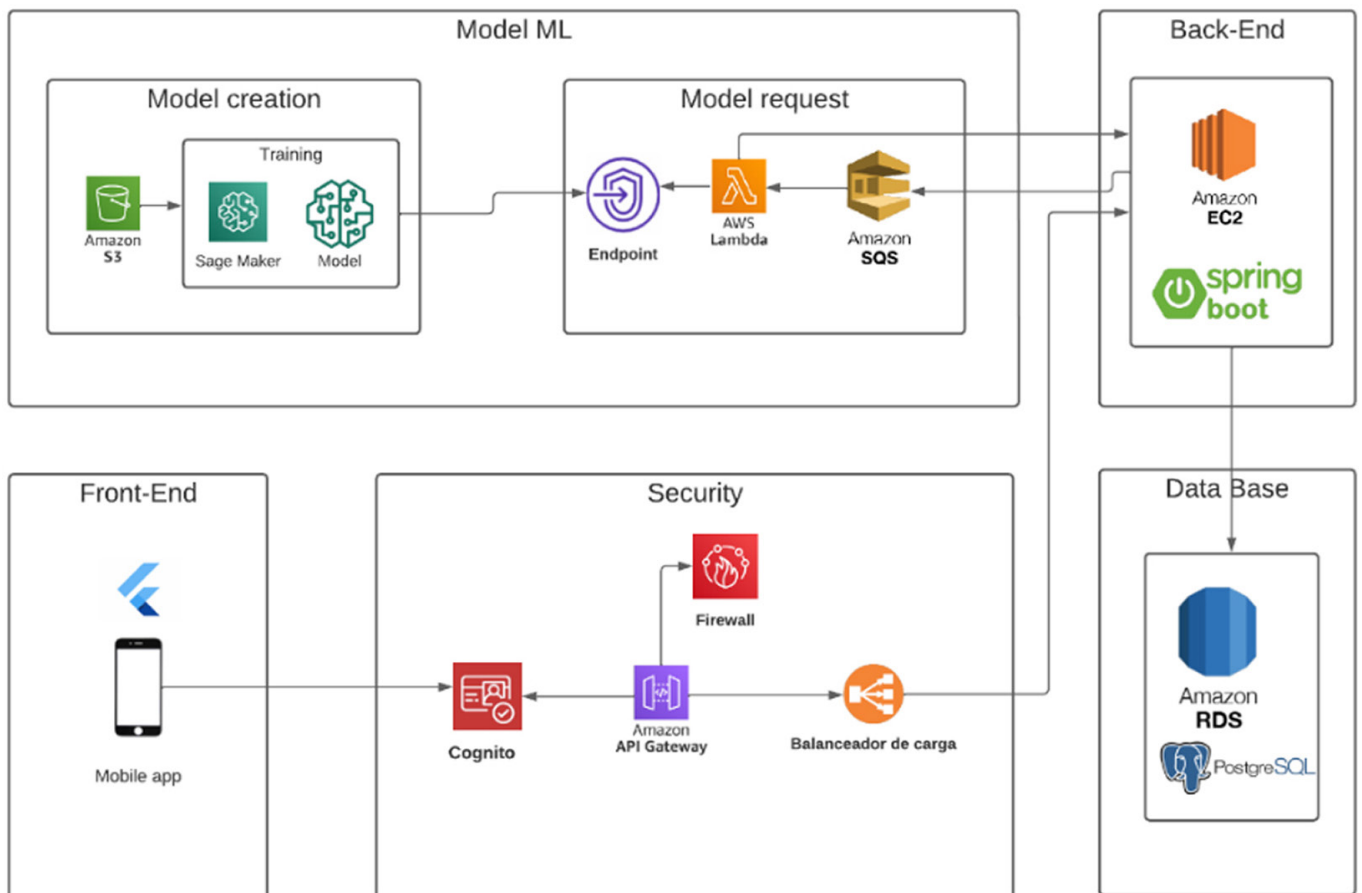 Model ML
Model creation
Training
Amazon
S3
Sage Maker
Model
Model request
Endpoint
AWS
Lambda
Amazon
SQS
Back-End
Amazon
EC2
spring
boot
Front-End
Mobile app
Security
Firewall
Cognito
Amazon
API Gateway
Balanceador de carga
Data Base
Amazon
RDS
PostgreSQL